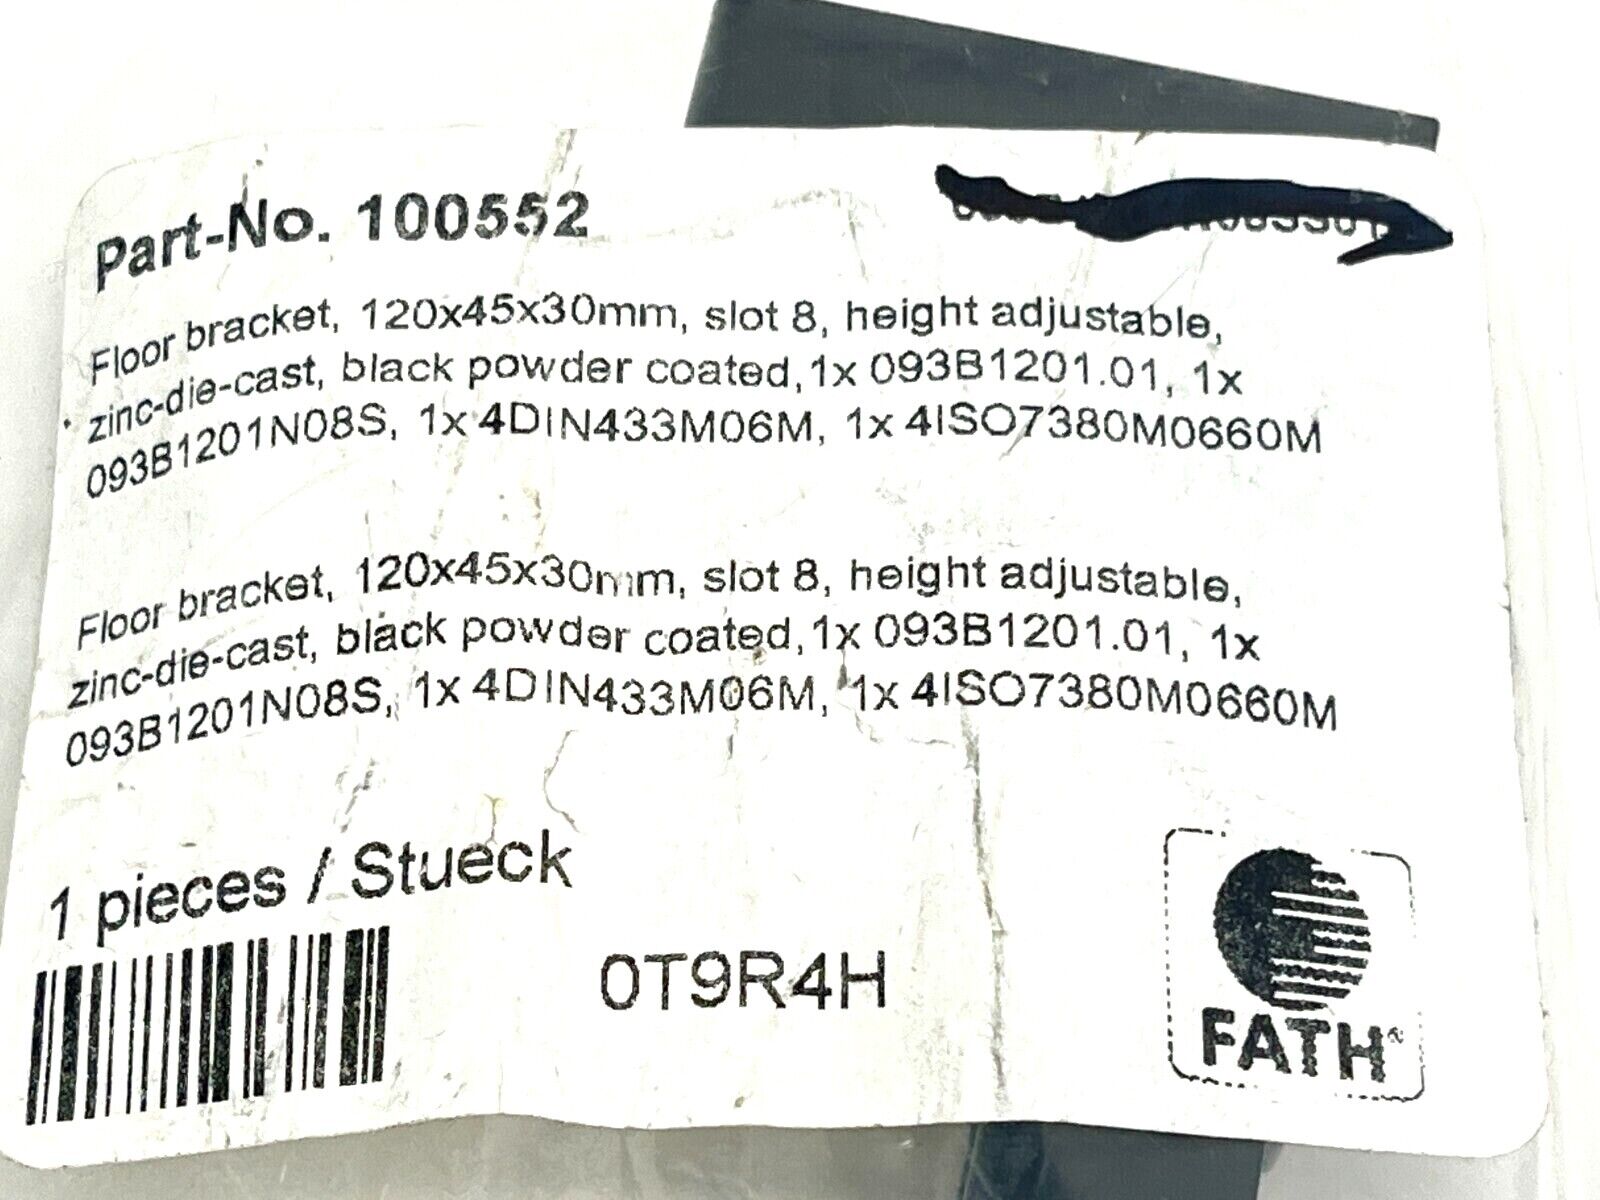 Part-No. 100552
Floor bracket, 120x45x30mm, slot 8, height adjustable,
zinc-die-cast, black powder coated,1x 093B1201.01, 1x
093B1201N08S, 1x 4DIN433M06M, 1x 4ISO7380M0660M
Floor bracket, 120x45x30mm, slot 8, height adjustable,
zinc-die-cast, black powder coated,1x 093B1201.01, 1x
093B1201N08S, 1x 4DIN433M06M, 1x 4ISO7380M0660M
1 pieces / Stueck
0T9R4H
FATH®